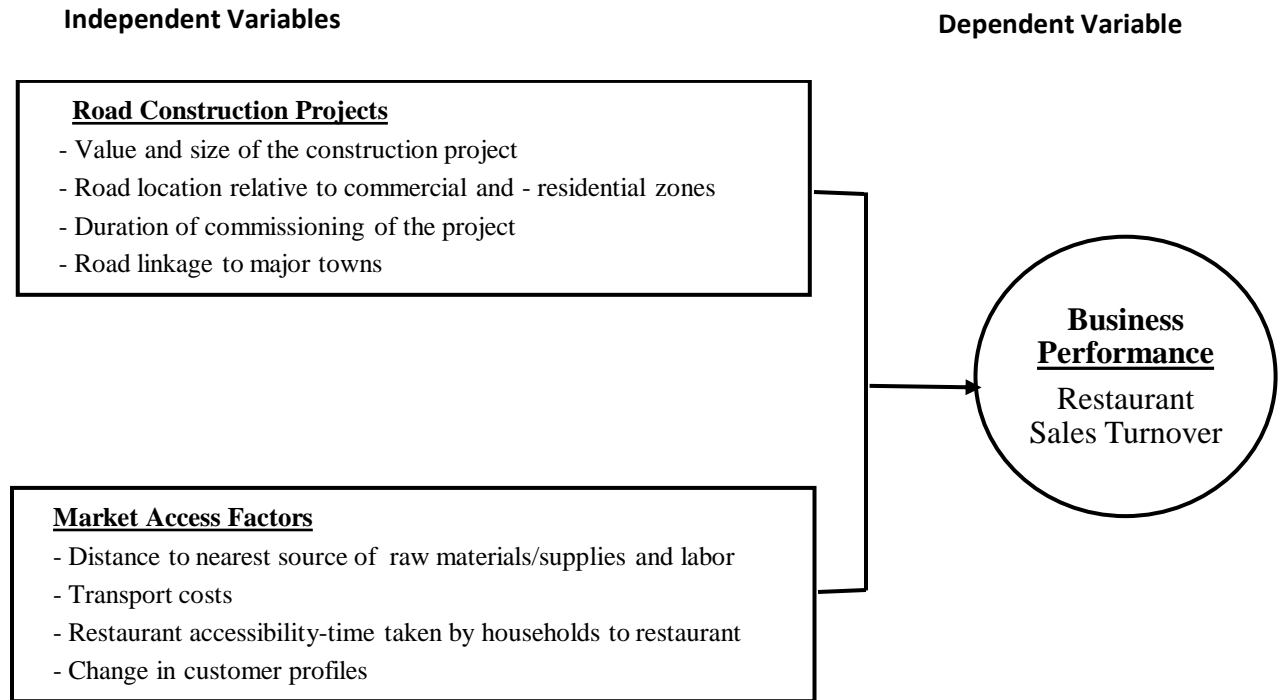 Independent Variables
Dependent Variable
Road Construction Projects
- Value and size of the construction project
- Road location relative to commercial and - residential zones
- Duration of commissioning of the project
- Road linkage to major towns
Business
Performance
Restaurant
Sales Turnover
Market Access Factors
- Distance to nearest source of raw materials/supplies and labor
- Transport costs
- Restaurant accessibility-time taken by households to restaurant
- Change in customer profiles